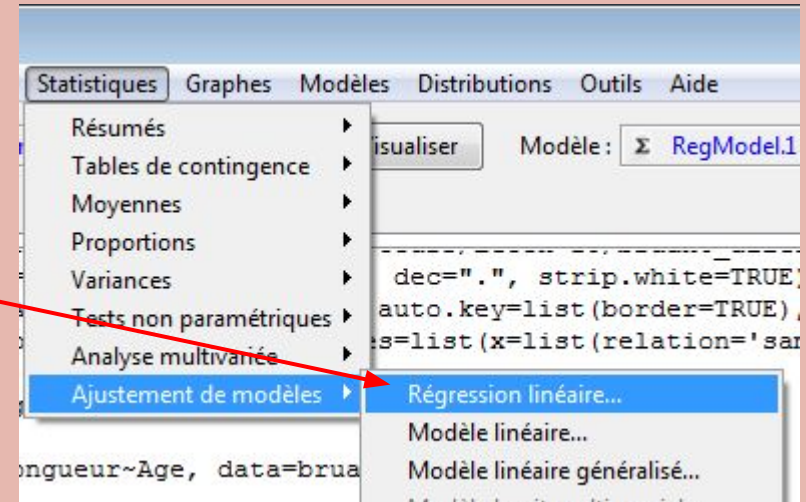 Statistiques Graphes Modèles Distributions Outils Aide
Résumés
isualiser Modèle : Σ RegModel.1
Tables de contingence
Moyennes
Proportions
Variances
dec=".", strip.white=TRUE)
Tests non paramétriques
auto.key=list(border=TRUE),
s=list(x=list(relation='sam
Analyse multivariée
Ajustement de modèles
Régression linéaire...
Modèle linéaire...
ongueur~Age, data=brua
Modèle linéaire généralisé...